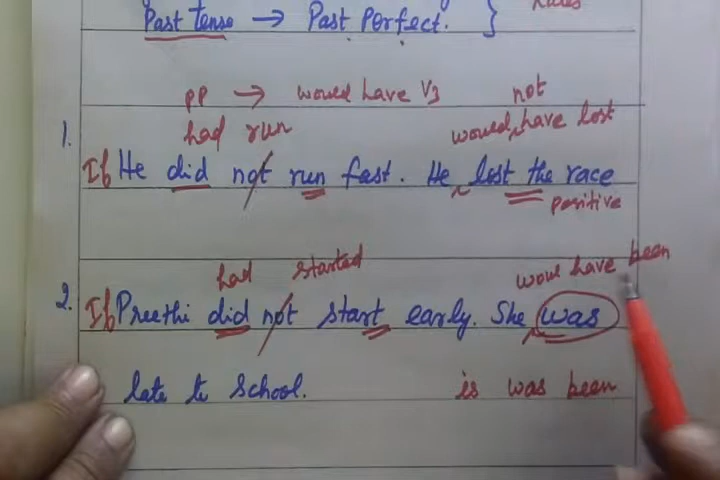 Rules
Past tense → Past Perfect. }
PP → would have V3 not
had run would, have lost
1. If He did not run fast. He lost the race
positive
had started woul have been
2. If Preethi did not start early. She was
late to school. is was been